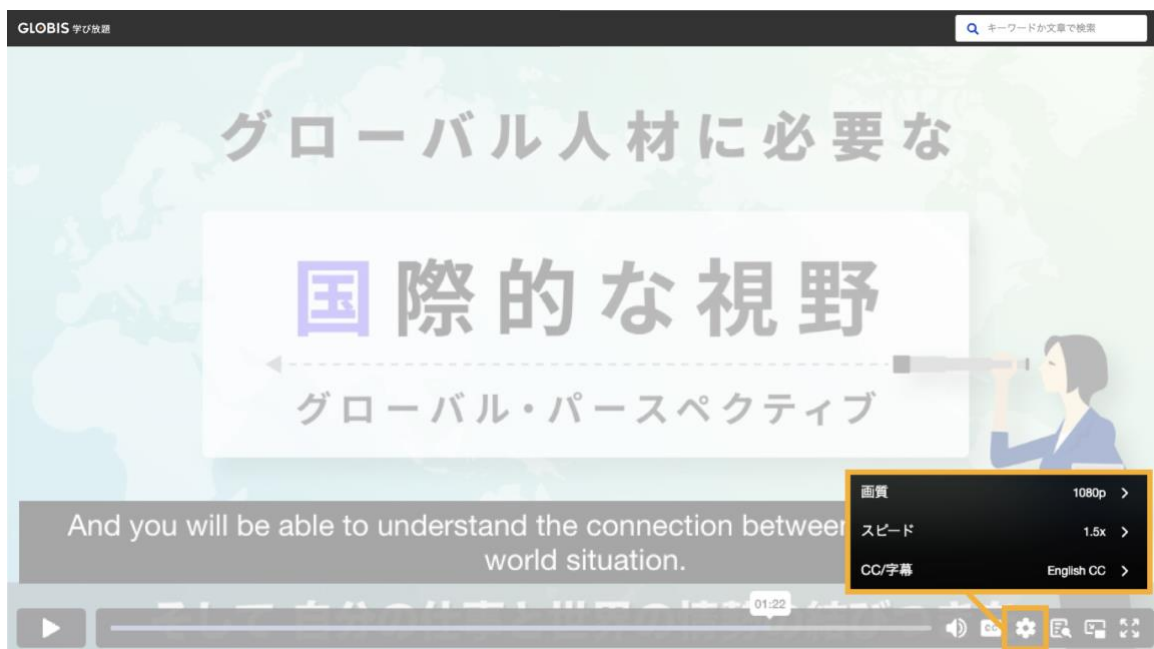 GLOBIS 学び放題
キーワードか文章で検索
グローバル人材に必要な
国際的な視野
グローバル・パースペクティブ
And you will be able to understand the connection between
world situation.
画質 1080p
スピード 1.5x
CC/字幕 English CC
01:22
CC